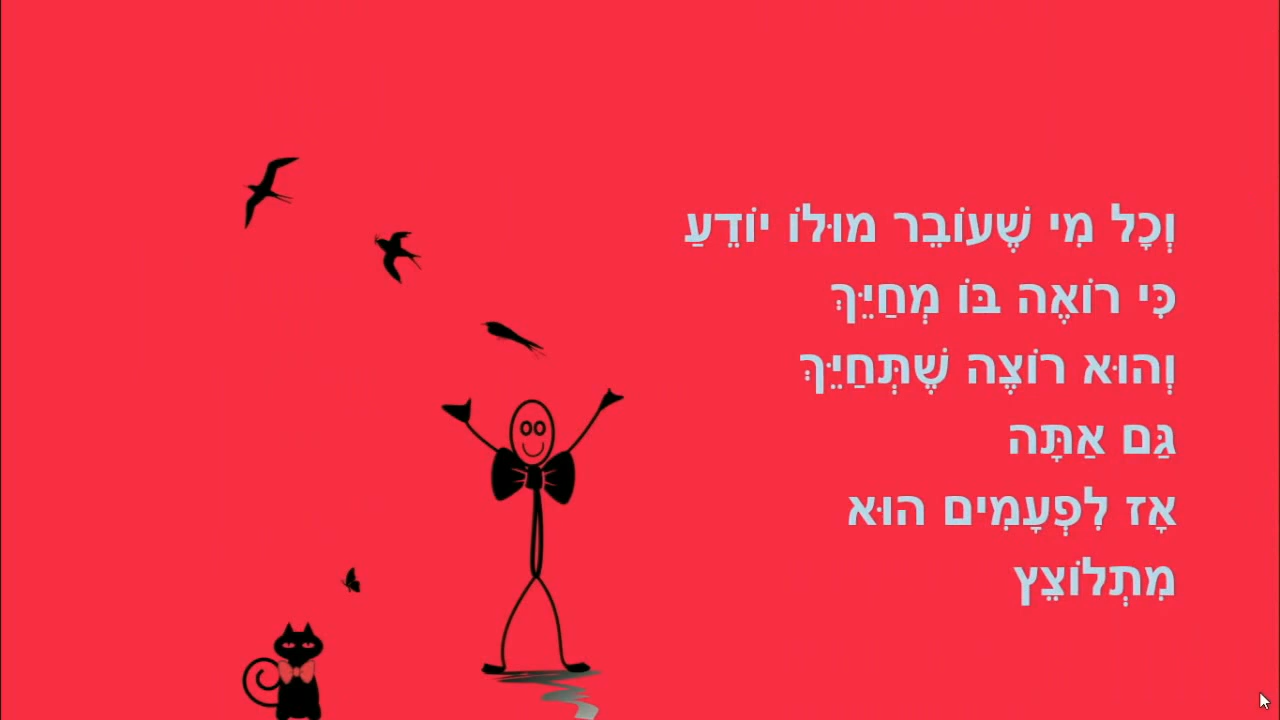 וְכָל מִי שֶׁעוֹבֵר מוּלוֹ יוֹדֵעַ
כִּי רוֹאֶה בּוֹ מְחַיֵּךְ
וְהוּא רוֹצֶה שֶׁתְּחַיֵּךְ
גַּם אַתָּה
אָז לִפְּעָמִים הוּא
מִתְלוֹצֵץ